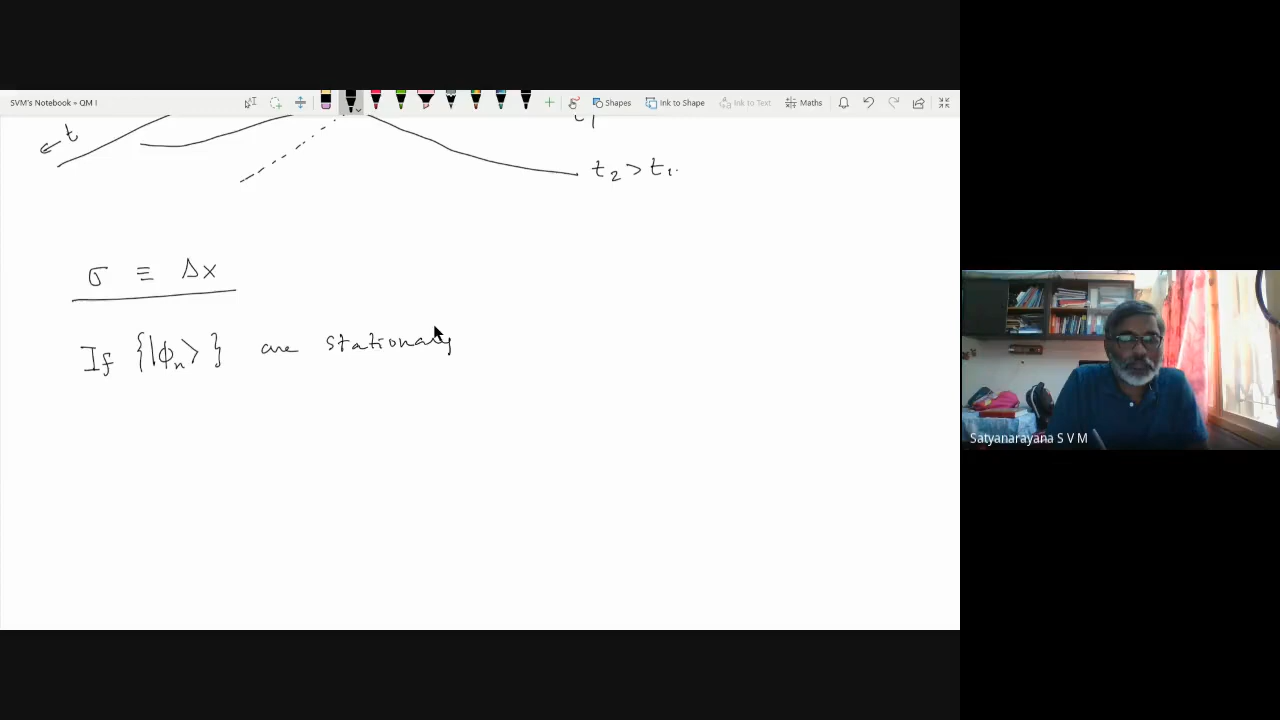 SVM's Notebook » QM I
Shapes
Ink to Shape
Ink to Text
Maths
t
t₂ > t₁.
σ ≡ Δx
If {|ϕₙ⟩} are stationary
Satyanarayana S V M